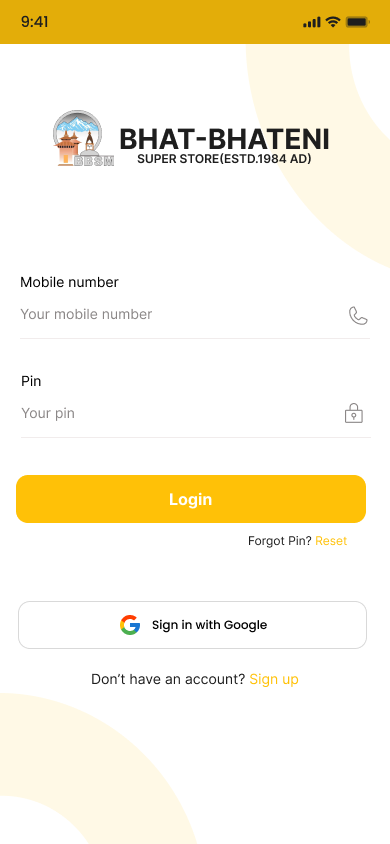 9:41
BBSM
BHAT-BHATENI
SUPER STORE(ESTD.1984 AD)
Mobile number
Your mobile number
Pin
Your pin
Login
Forgot Pin? Reset
Sign in with Google
Don’t have an account? Sign up